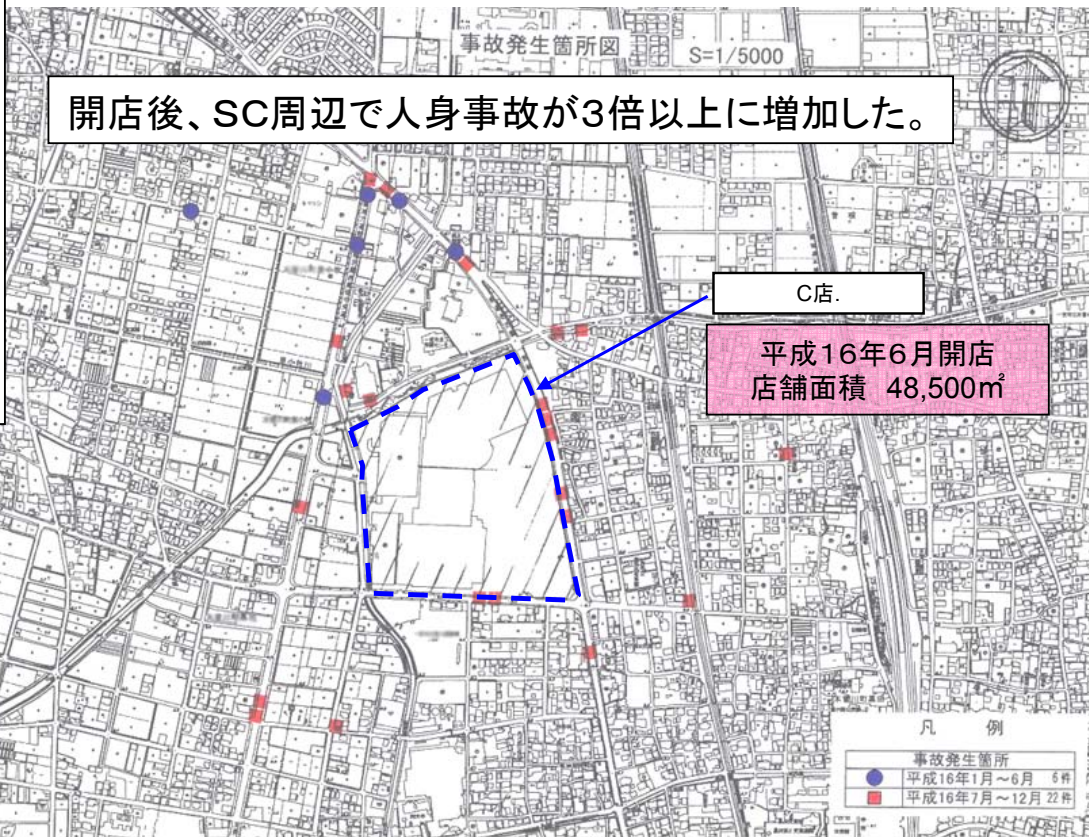 事故発生箇所図
S=1/5000
開店後、SC周辺で人身事故が3倍以上に増加した。
C店.
平成16年6月開店
店舗面積 48,500㎡
凡 例
事故発生箇所
平成16年1月～6月 6件
平成16年7月～12月 22件